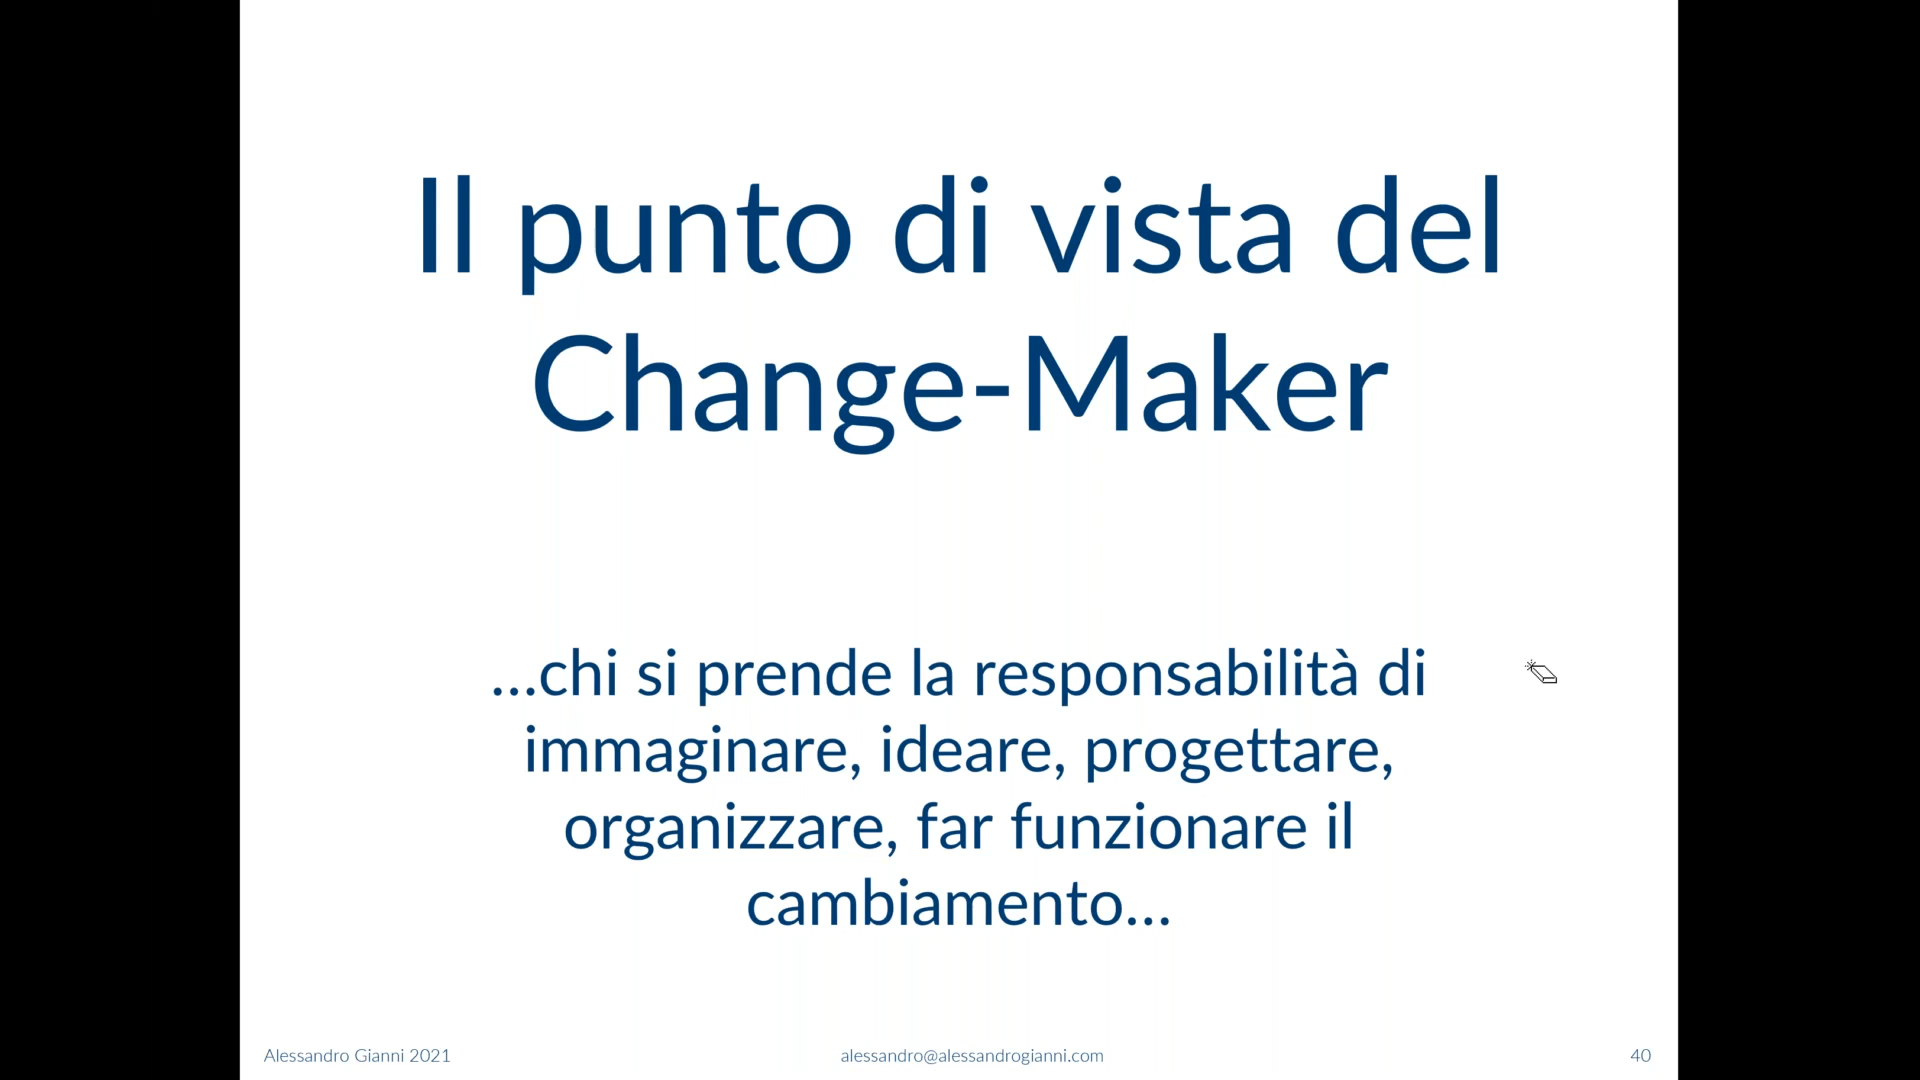 Il punto di vista del
Change-Maker
…chi si prende la responsabilità di
immaginare, ideare, progettare,
organizzare, far funzionare il
cambiamento…
Alessandro Gianni 2021
alessandro@alessandrogianni.com
40